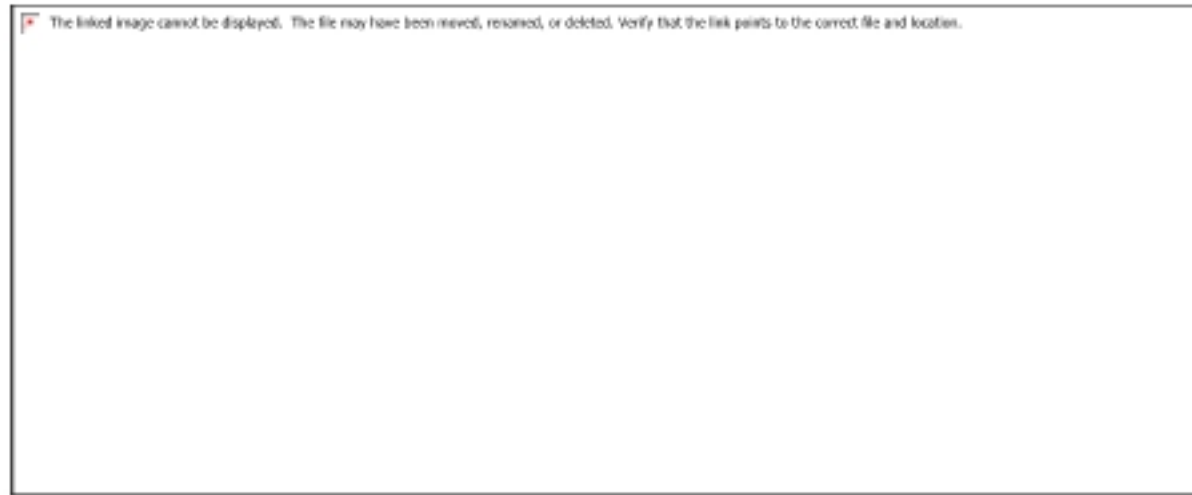 The linked image cannot be displayed. The file may have been moved, renamed, or deleted. Verify that the link points to the correct file and location.